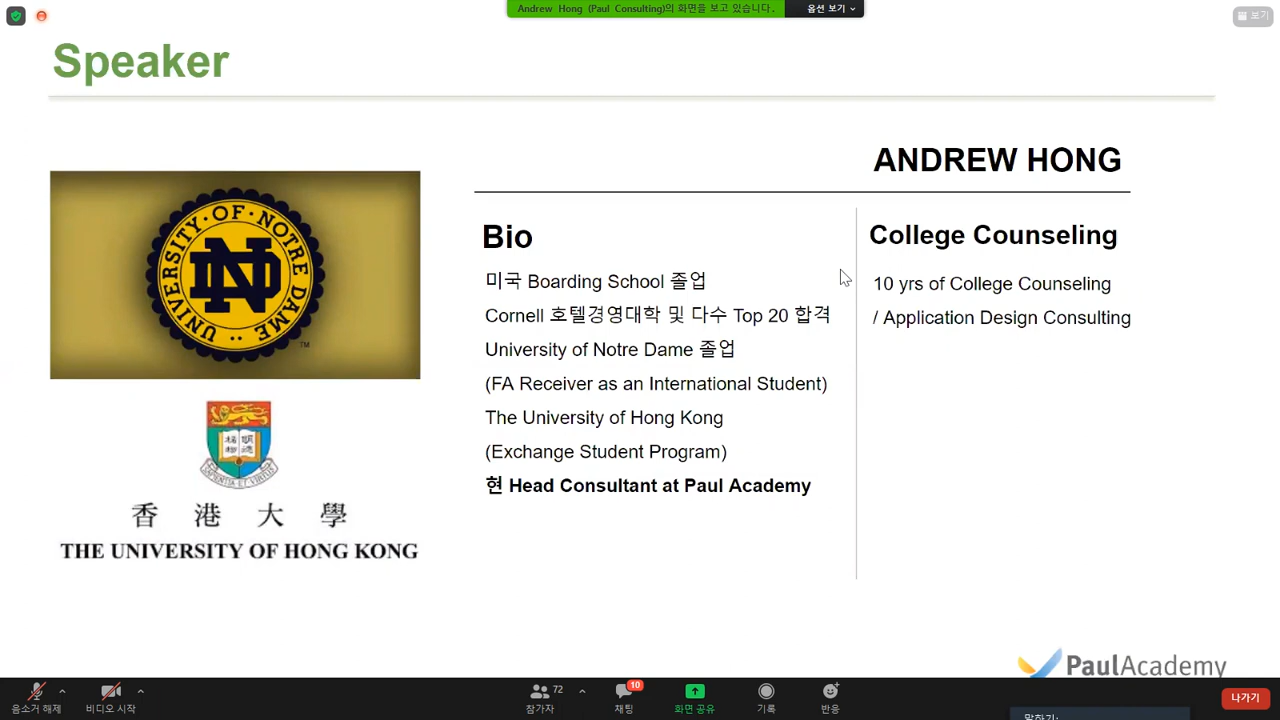 Andrew Hong (Paul Consulting)의 화면을 보고 있습니다.
옵션 보기
보기
Speaker
ANDREW HONG
UNIVERSITY · OF · NOTRE DAME
ND
TM
Bio
미국 Boarding School 졸업
Cornell 호텔경영대학 및 다수 Top 20 합격
University of Notre Dame 졸업
(FA Receiver as an International Student)
The University of Hong Kong
(Exchange Student Program)
현 Head Consultant at Paul Academy
College Counseling
10 yrs of College Counseling
/ Application Design Consulting
香 港 大 學
THE UNIVERSITY OF HONG KONG
PaulAcademy
음소거 해제
비디오 시작
72
참가자
10
채팅
화면 공유
기록
반응
나가기
말하기: